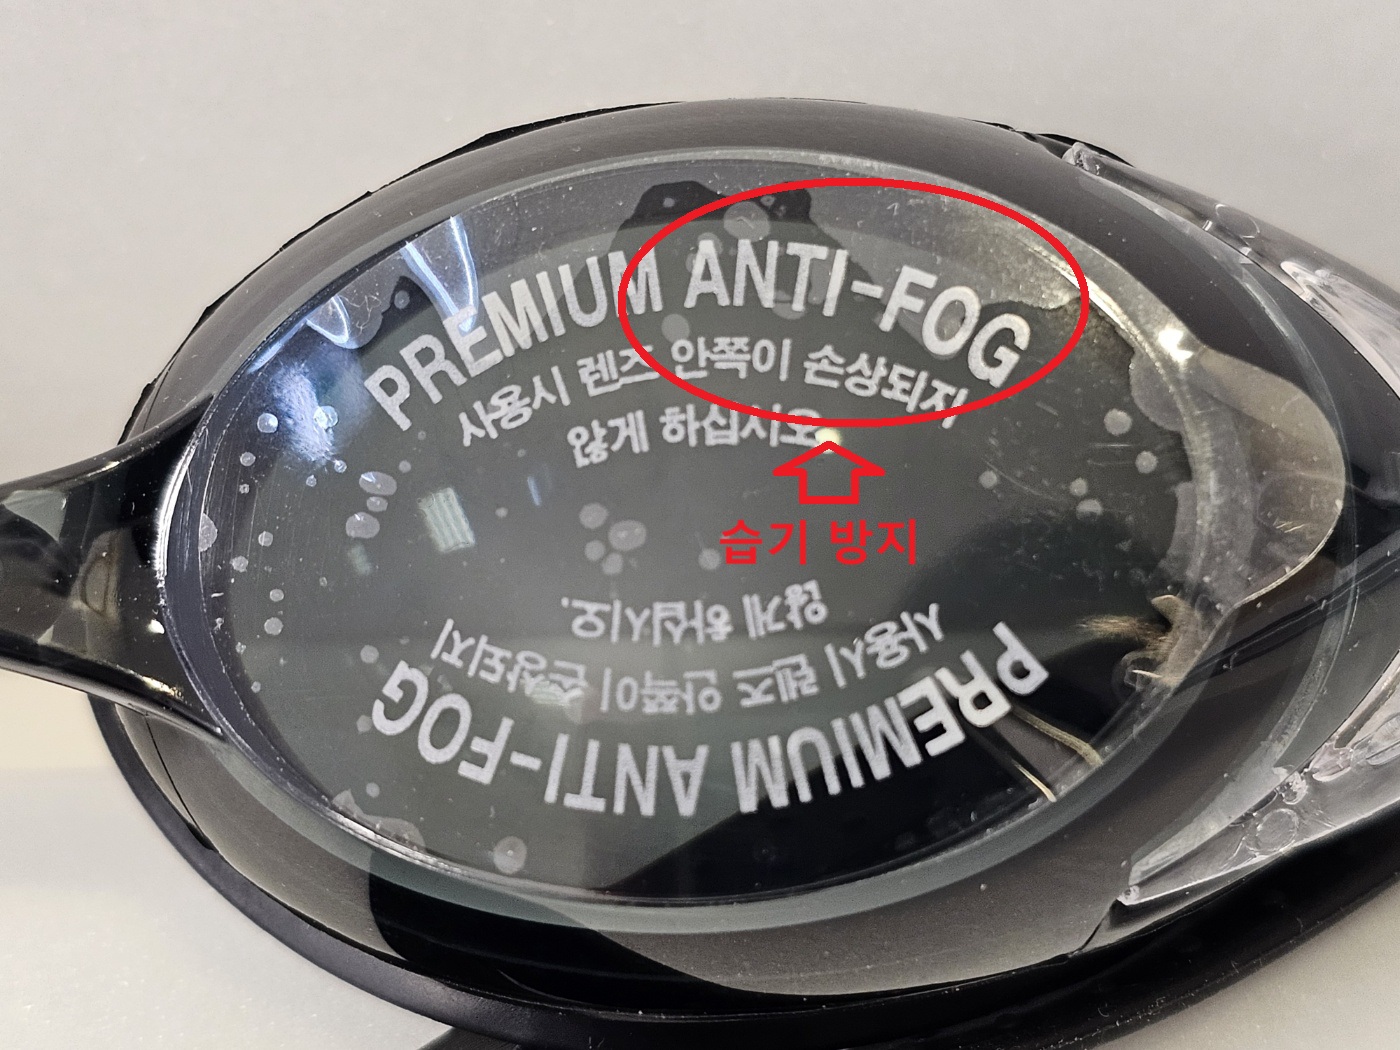 PREMIUM ANTI-FOG
사용시 렌즈 안쪽이 손상되지
않게 하십시오
습기 방지
않게 하십시오.
사용시 렌즈 안쪽이 손상되지
PREMIUM ANTI-FOG